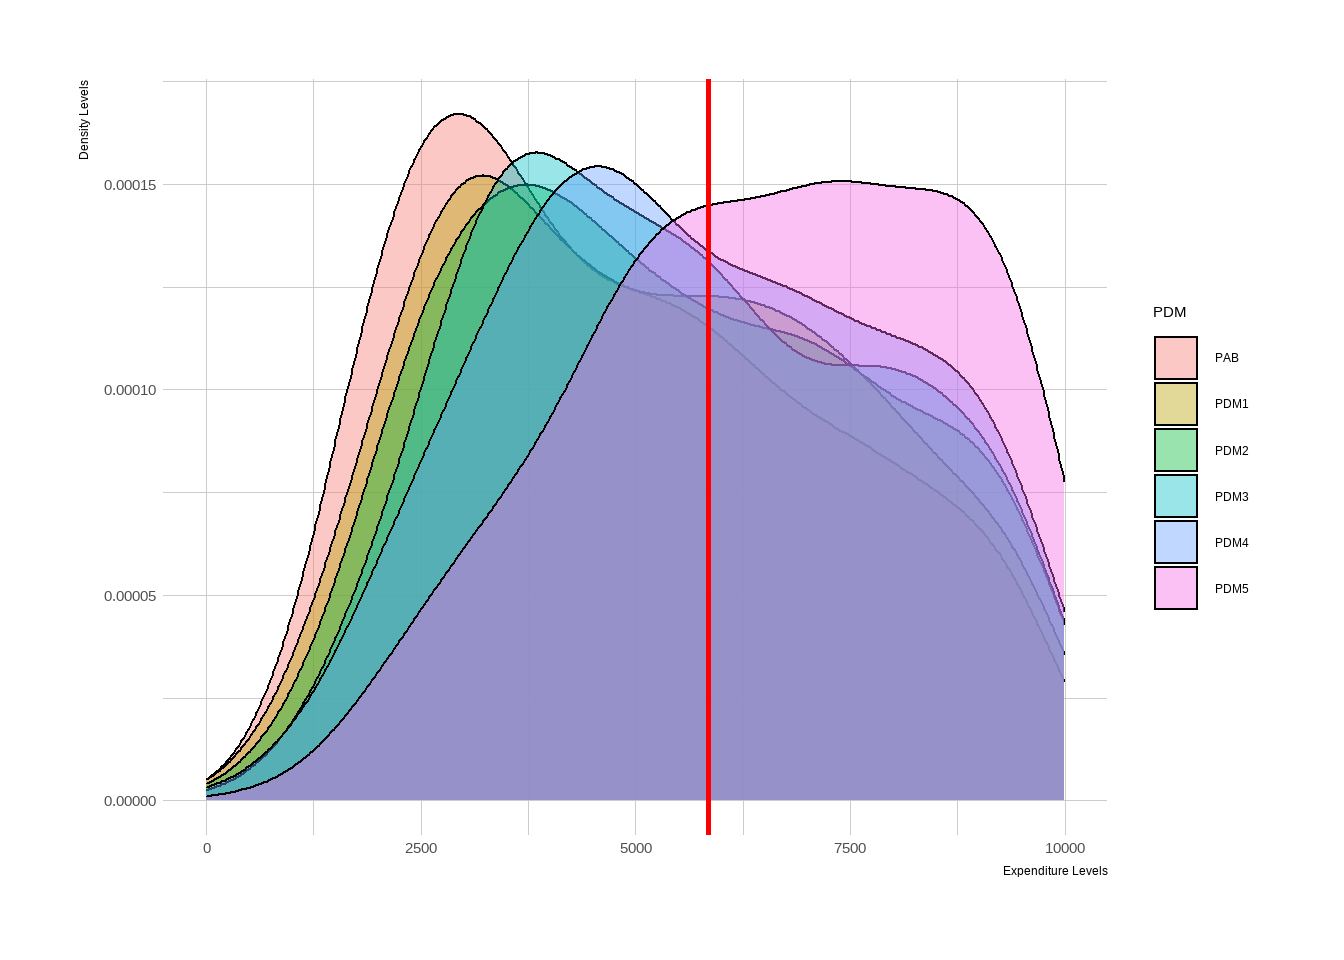 Density Levels
0.00015
0.00010
0.00005
0.00000
0
2500
5000
7500
10000
Expenditure Levels
PDM
PAB
PDM1
PDM2
PDM3
PDM4
PDM5